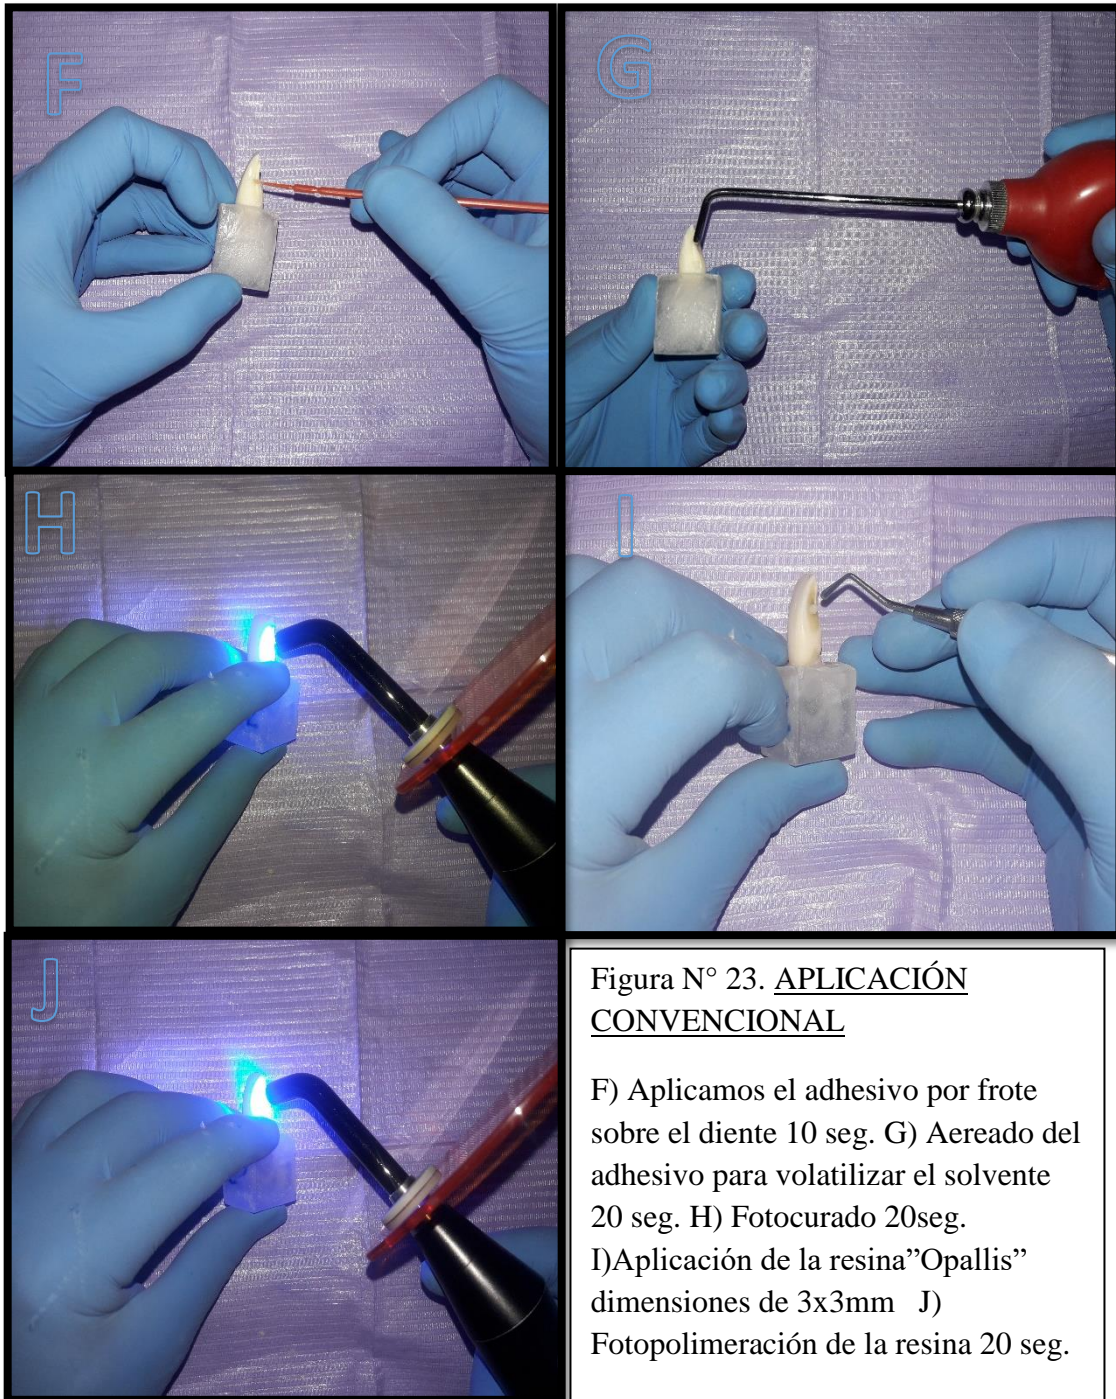 F
G
H
I
J
Figura N° 23. APLICACIÓN
CONVENCIONAL
F) Aplicamos el adhesivo por frote
sobre el diente 10 seg. G) Aereado del
adhesivo para volatilizar el solvente
20 seg. H) Fotocurado 20seg.
I)Aplicación de la resina”Opallis”
dimensiones de 3x3mm J)
Fotopolimeración de la resina 20 seg.